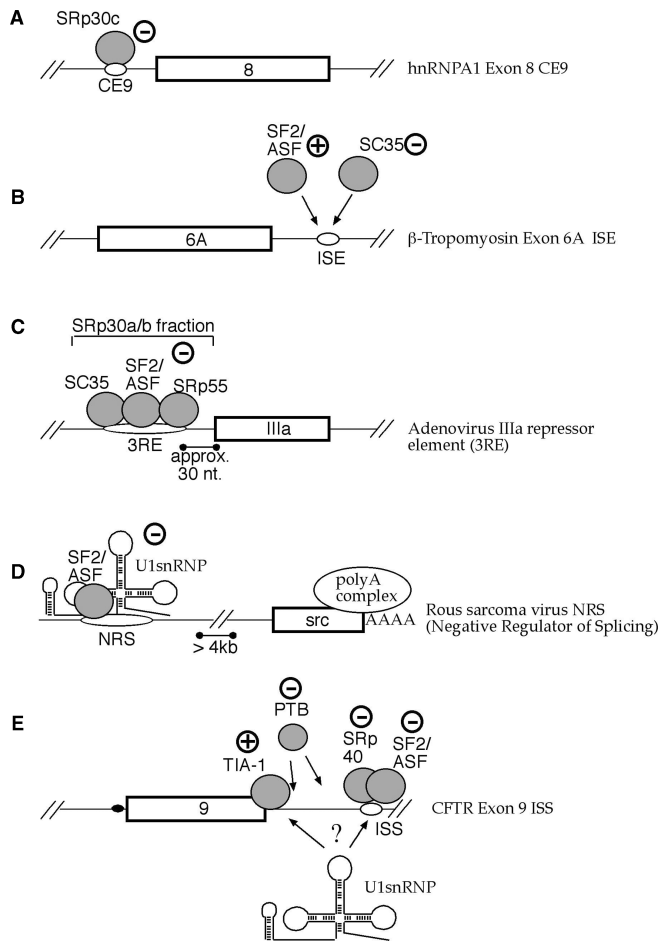 A
SRp30c
−
8
CE9
hnRNPA1 Exon 8 CE9
SF2/
ASF
+
SC35
−
B
6A
ISE
β-Tropomyosin Exon 6A ISE
C
SRp30a/b fraction
−
SF2/
ASF
SC35
SRp55
3RE
IIIa
approx.
30 nt.
Adenovirus IIIa repressor
element (3RE)
−
SF2/
ASF
U1snRNP
D
NRS
> 4kb
polyA
complex
src
AAAA
Rous sarcoma virus NRS
(Negative Regulator of Splicing)
E
−
PTB
+
TIA-1
−
SRp
40
−
SF2/
ASF
9
ISS
CFTR Exon 9 ISS
?
U1snRNP